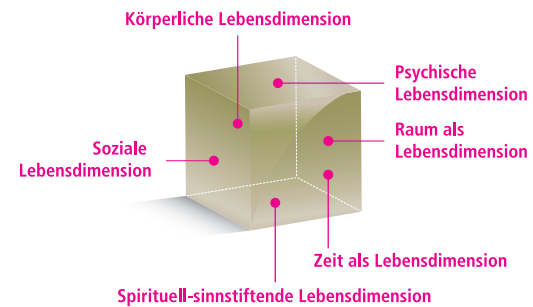 Körperliche Lebensdimension
Psychische
Lebensdimension
Raum als
Lebensdimension
Soziale
Lebensdimension
Zeit als Lebensdimension
Spirituell-sinnstiftende Lebensdimension